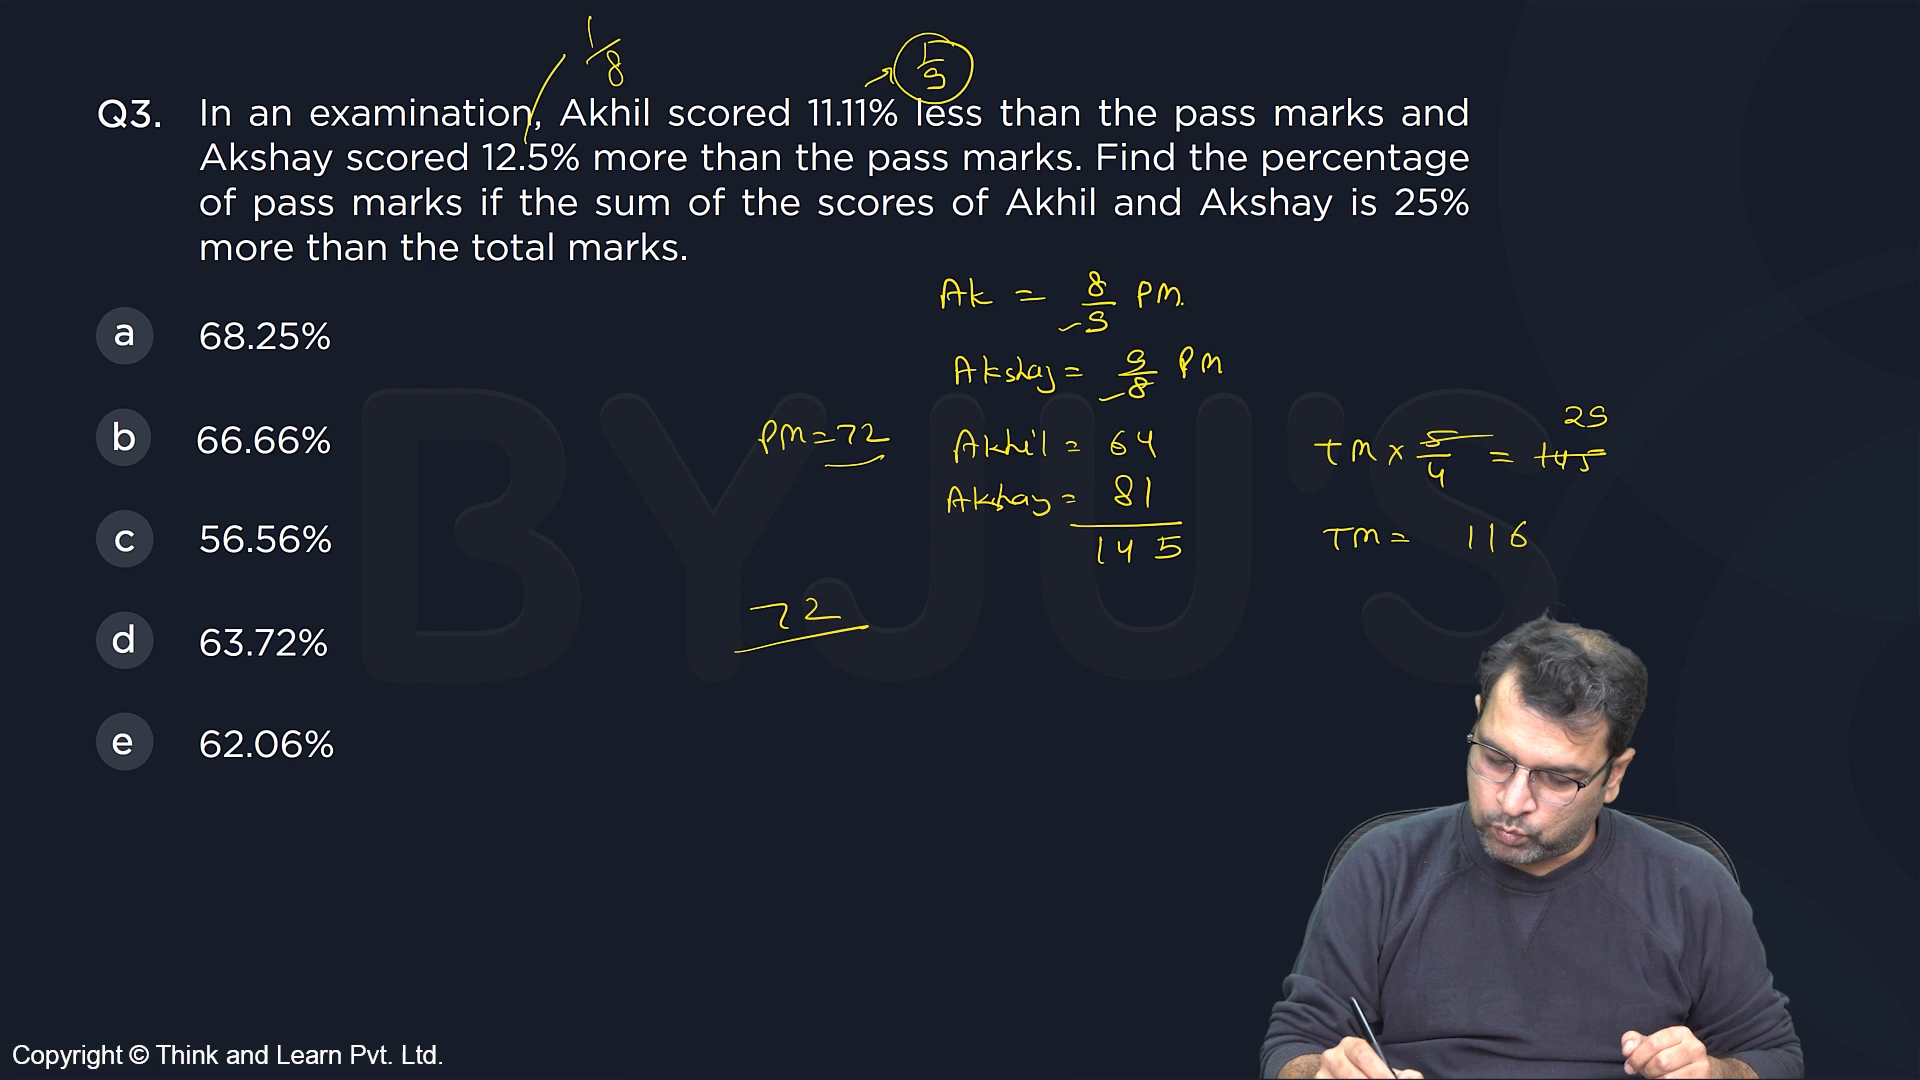 1/8
1/9
Q3. In an examination, Akhil scored 11.11% less than the pass marks and
Akshay scored 12.5% more than the pass marks. Find the percentage
of pass marks if the sum of the scores of Akhil and Akshay is 25%
more than the total marks.
AK = 8/9 PM.
a 68.25%
Akshay = 9/8 PM
b 66.66%
PM = 72
Akhil = 64
TM x 5/4 = 145
29
Akshay = 81
145
c 56.56%
TM = 116
72
d 63.72%
e 62.06%
BYJU'S
Copyright © Think and Learn Pvt. Ltd.